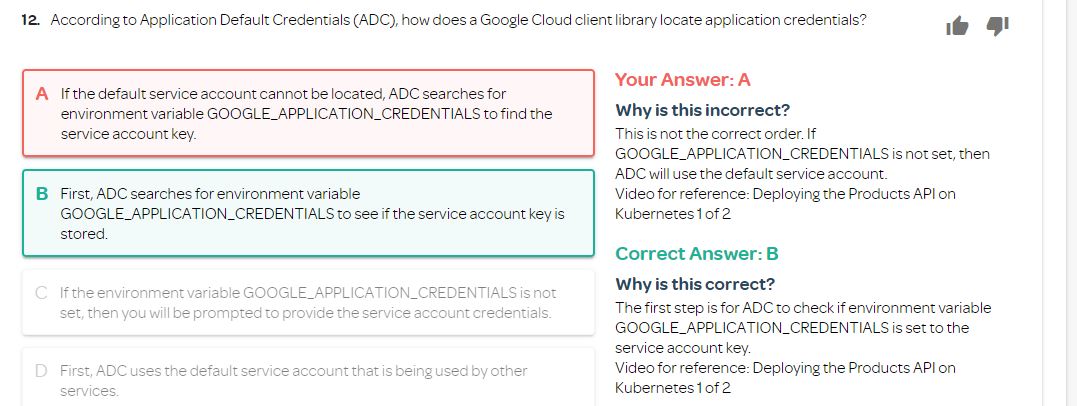 12. According to Application Default Credentials (ADC), how does a Google Cloud client library locate application credentials?
A If the default service account cannot be located, ADC searches for
environment variable GOOGLE_APPLICATION_CREDENTIALS to find the
service account key.
B First, ADC searches for environment variable
GOOGLE_APPLICATION_CREDENTIALS to see if the service account key is
stored.
C If the environment variable GOOGLE_APPLICATION_CREDENTIALS is not
set, then you will be prompted to provide the service account credentials.
D First, ADC uses the default service account that is being used by other
services.
Your Answer: A
Why is this incorrect?
This is not the correct order. If
GOOGLE_APPLICATION_CREDENTIALS is not set, then
ADC will use the default service account.
Video for reference: Deploying the Products API on
Kubernetes 1 of 2
Correct Answer: B
Why is this correct?
The first step is for ADC to check if environment variable
GOOGLE_APPLICATION_CREDENTIALS is set to the
service account key.
Video for reference: Deploying the Products API on
Kubernetes 1 of 2